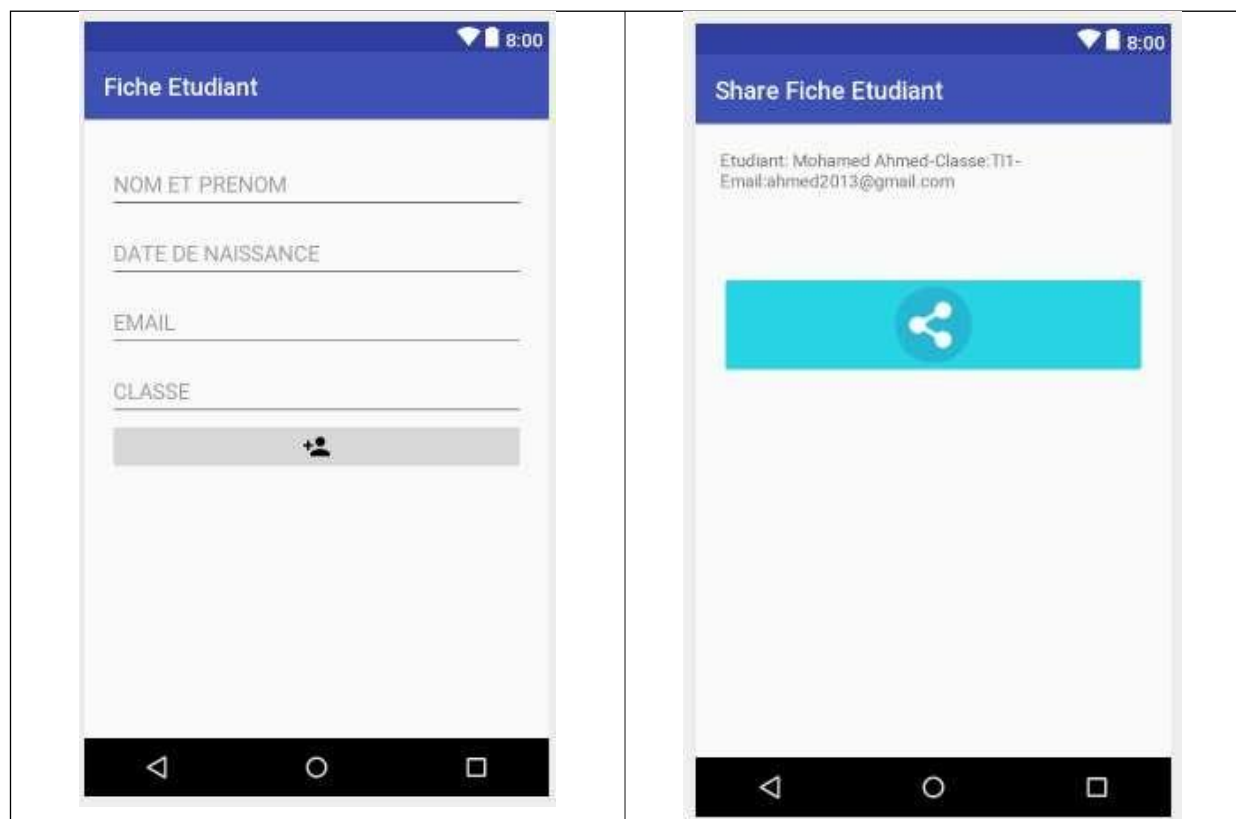 8:00
Fiche Etudiant
NOM ET PRENOM
DATE DE NAISSANCE
EMAIL
CLASSE
8:00
Share Fiche Etudiant
Etudiant: Mohamed Ahmed-Classe:TI1-
Email:ahmed2013@gmail.com